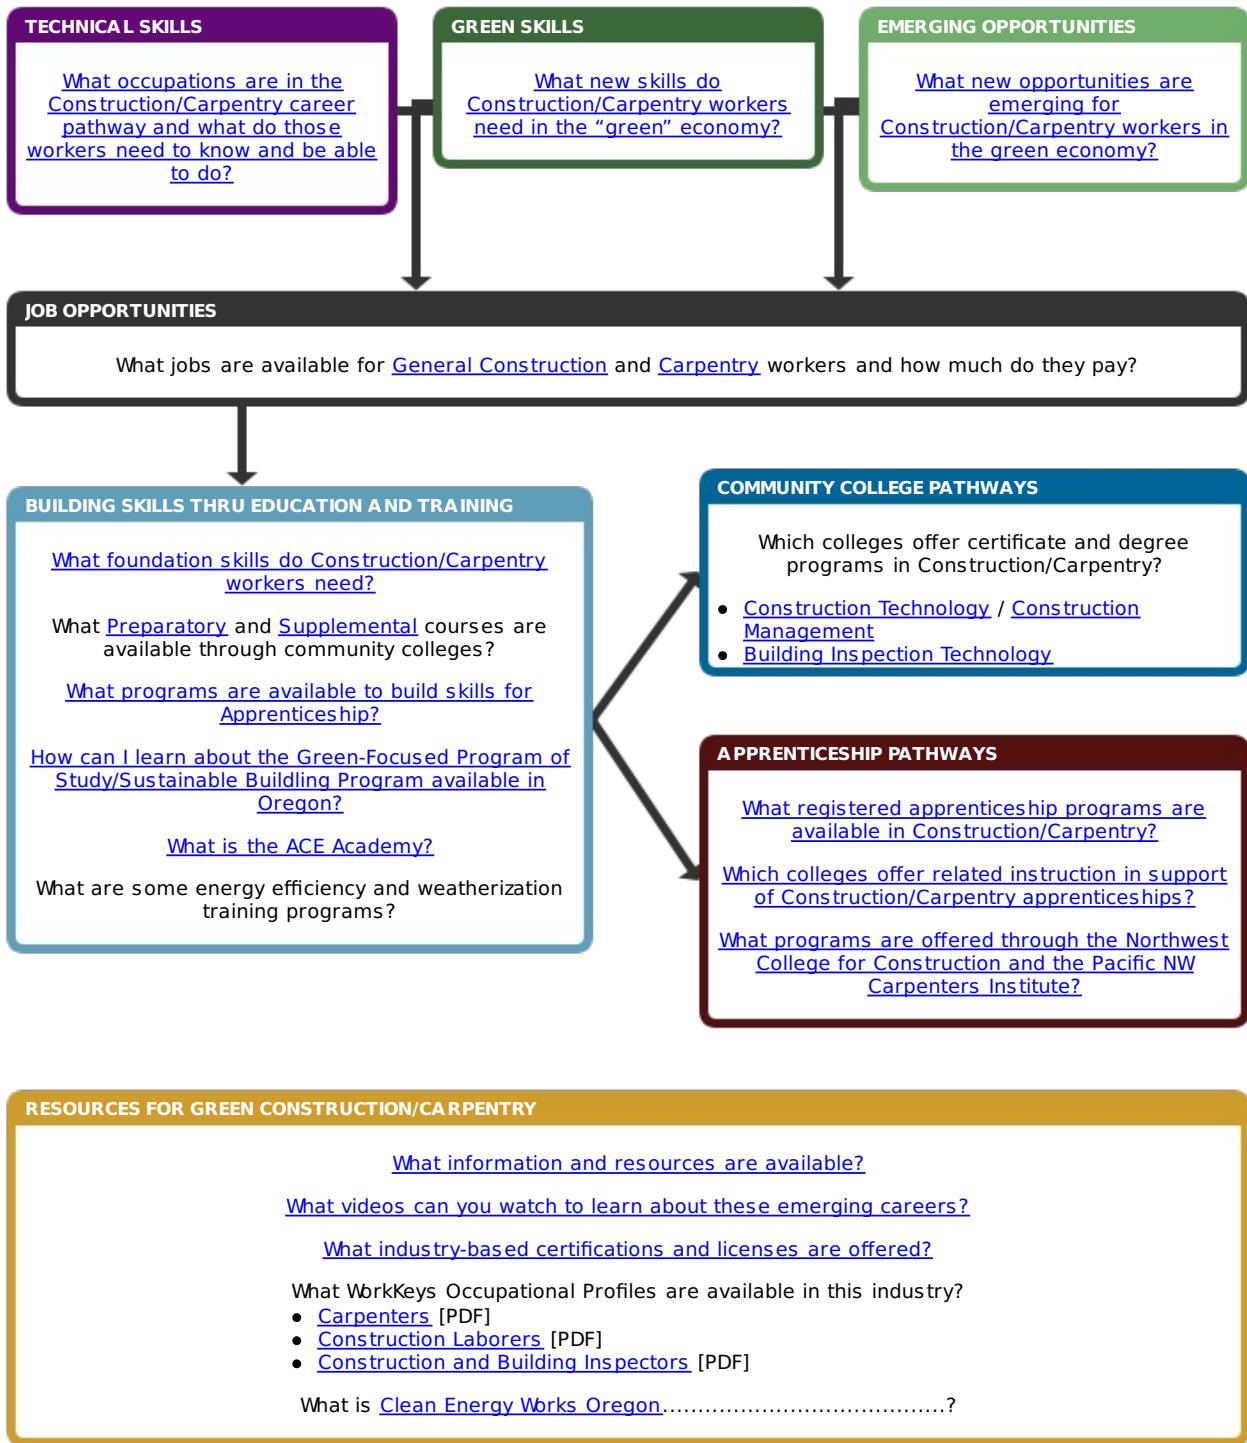 TECHNICAL SKILLS
What occupations are in the
Construction/Carpentry career
pathway and what do those
workers need to know and be able
to do?
GREEN SKILLS
What new skills do
Construction/Carpentry workers
need in the “green” economy?
EMERGING OPPORTUNITIES
What new opportunities are
emerging for
Construction/Carpentry workers in
the green economy?
JOB OPPORTUNITIES
What jobs are available for General Construction and Carpentry workers and how much do they pay?
BUILDING SKILLS THRU EDUCATION AND TRAINING
What foundation skills do Construction/Carpentry
workers need?
What Preparatory and Supplemental courses are
available through community colleges?
What programs are available to build skills for
Apprenticeship?
How can I learn about the Green-Focused Program of
Study/Sustainable Buildling Program available in
Oregon?
What is the ACE Academy?
What are some energy efficiency and weatherization
training programs?
COMMUNITY COLLEGE PATHWAYS
Which colleges offer certificate and degree
programs in Construction/Carpentry?
● Construction Technology / Construction
Management
● Building Inspection Technology
APPRENTICESHIP PATHWAYS
What registered apprenticeship programs are
available in Construction/Carpentry?
Which colleges offer related instruction in support
of Construction/Carpentry apprenticeships?
What programs are offered through the Northwest
College for Construction and the Pacific NW
Carpenters Institute?
RESOURCES FOR GREEN CONSTRUCTION/CARPENTRY
What information and resources are available?
What videos can you watch to learn about these emerging careers?
What industry-based certifications and licenses are offered?
What WorkKeys Occupational Profiles are available in this industry?
● Carpenters [PDF]
● Construction Laborers [PDF]
● Construction and Building Inspectors [PDF]
What is Clean Energy Works Oregon........................................?